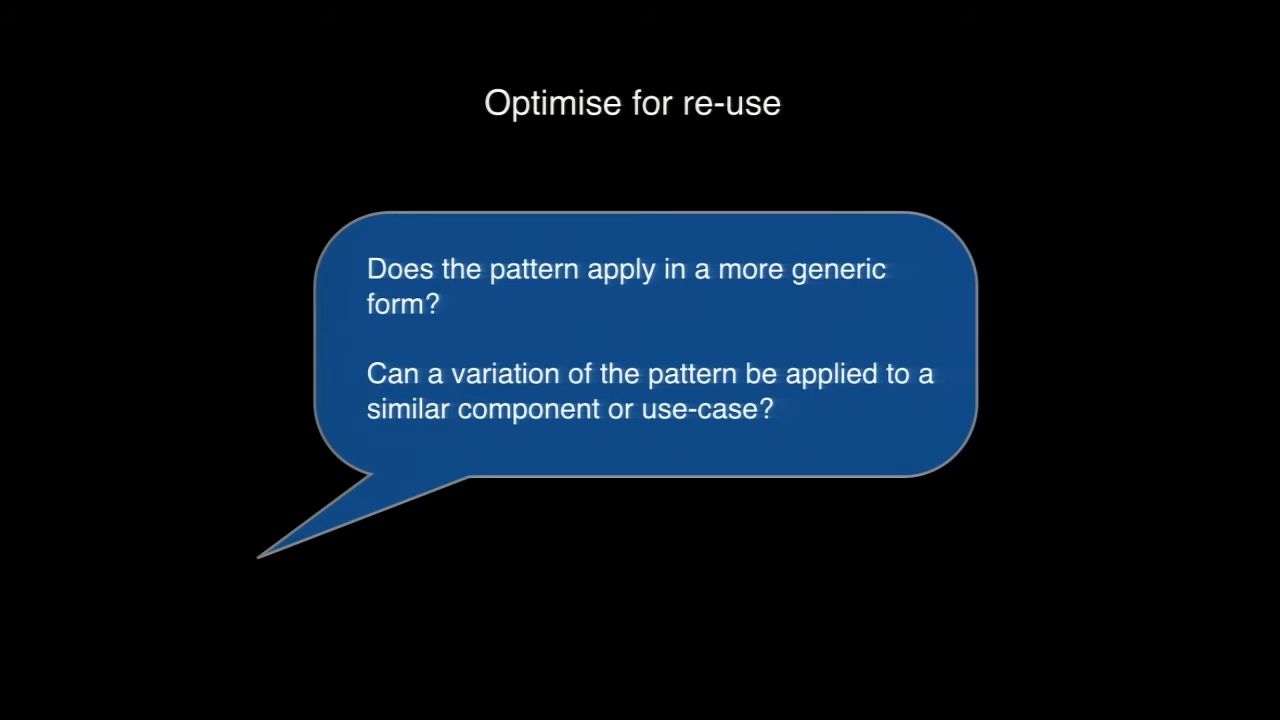 Optimise for re-use
Does the pattern apply in a more generic
form?
Can a variation of the pattern be applied to a
similar component or use-case?